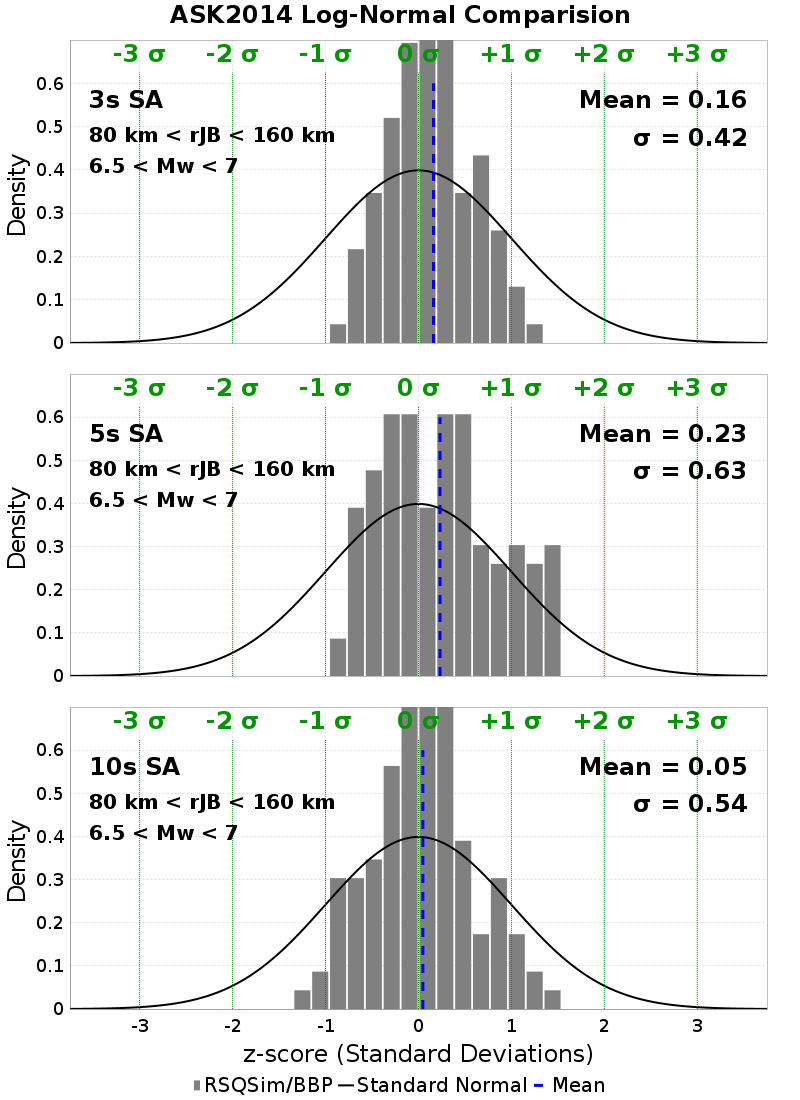 ASK2014 Log-Normal Comparision
-3 σ -2 σ -1 σ 0 σ +1 σ +2 σ +3 σ
0.6
3s SA Mean = 0.16
0.5
80 km < rJB < 160 km σ = 0.42
6.5 < Mw < 7
0.4
0.3
0.2
0.1
0
Density
-3 σ -2 σ -1 σ 0 σ +1 σ +2 σ +3 σ
0.6
5s SA Mean = 0.23
0.5
80 km < rJB < 160 km σ = 0.63
6.5 < Mw < 7
0.4
0.3
0.2
0.1
0
Density
-3 σ -2 σ -1 σ 0 σ +1 σ +2 σ +3 σ
0.6
10s SA Mean = 0.05
0.5
80 km < rJB < 160 km σ = 0.54
6.5 < Mw < 7
0.4
0.3
0.2
0.1
0
Density
-3 -2 -1 0 1 2 3
z-score (Standard Deviations)
RSQSim/BBP Standard Normal Mean